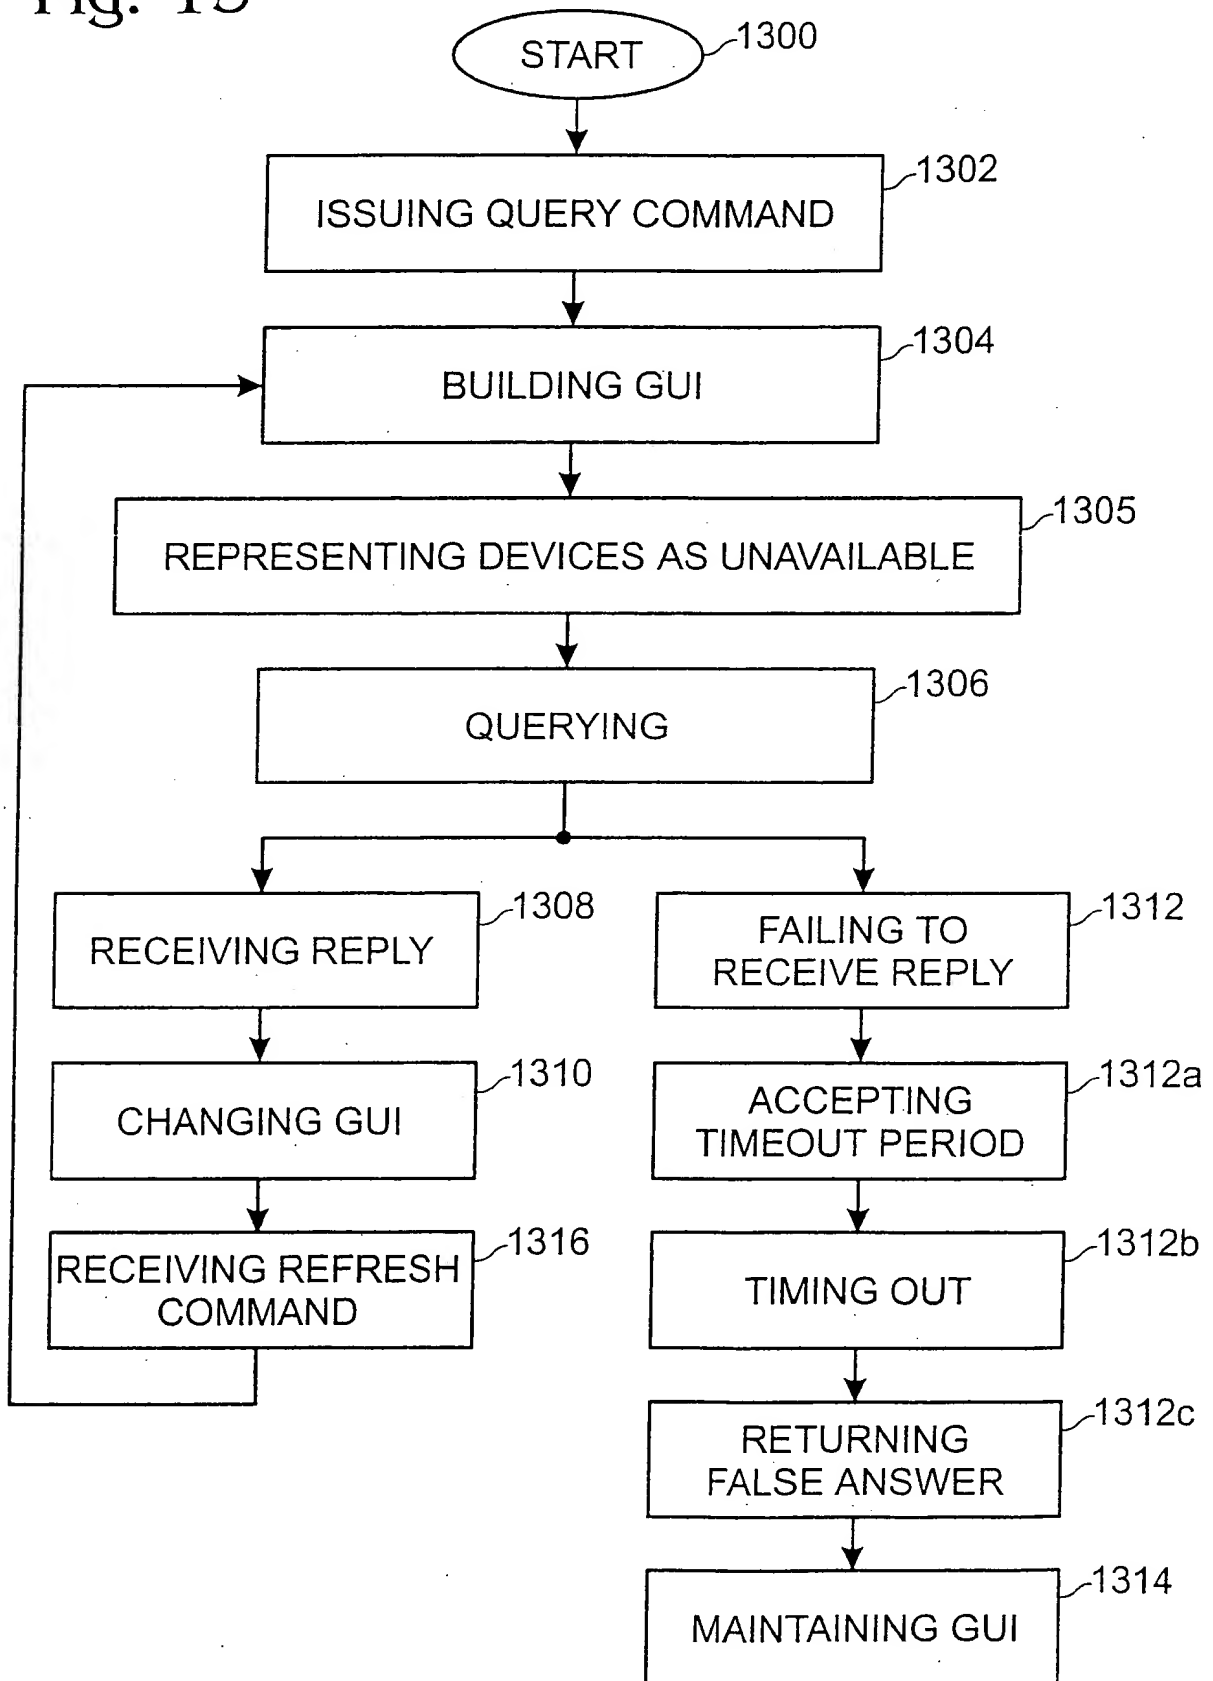 Fig. 13
START
1300
1302
ISSUING QUERY COMMAND
1304
BUILDING GUI
1305
REPRESENTING DEVICES AS UNAVAILABLE
1306
QUERYING
1308
RECEIVING REPLY
1312
FAILING TO
RECEIVE REPLY
1310
CHANGING GUI
1312a
ACCEPTING
TIMEOUT PERIOD
1316
RECEIVING REFRESH
COMMAND
1312b
TIMING OUT
1312c
RETURNING
FALSE ANSWER
1314
MAINTAINING GUI